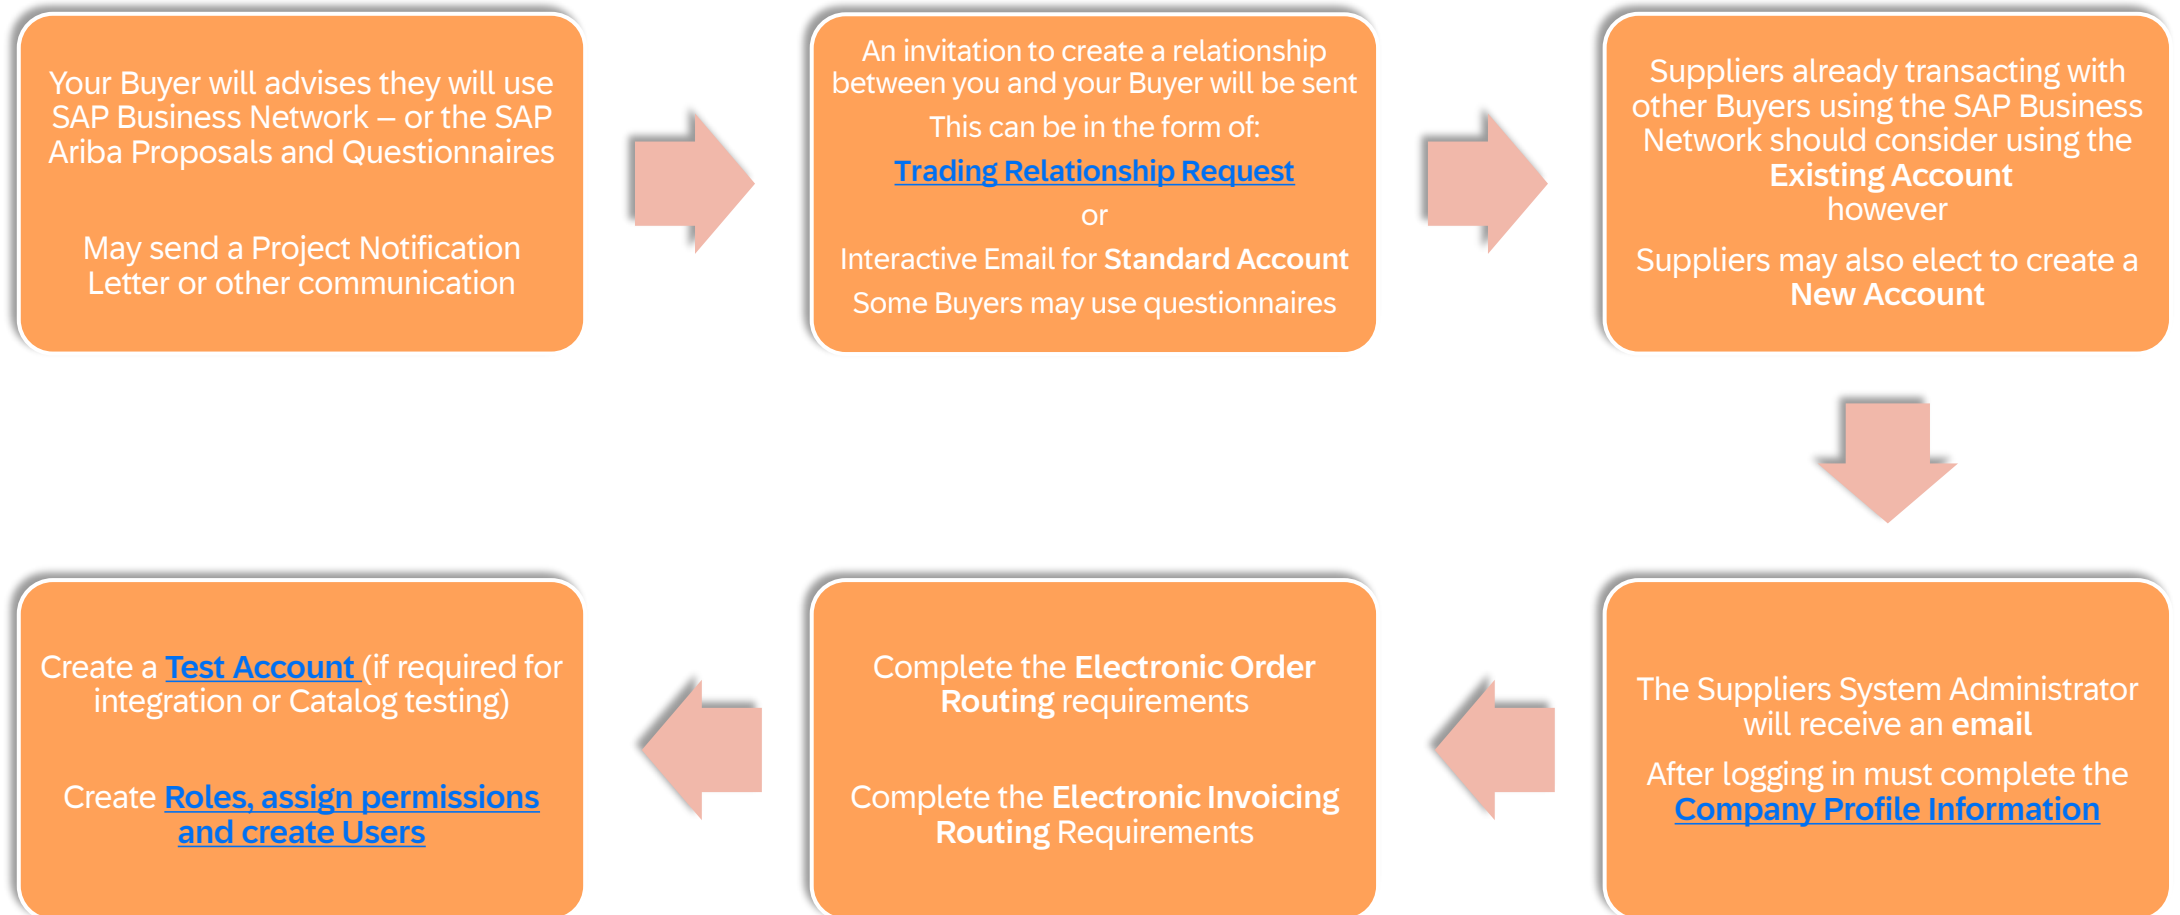 Your Buyer will advises they will use
SAP Business Network – or the SAP
Ariba Proposals and Questionnaires
May send a Project Notification
Letter or other communication
An invitation to create a relationship
between you and your Buyer will be sent
This can be in the form of:
Trading Relationship Request
or
Interactive Email for Standard Account
Some Buyers may use questionnaires
Suppliers already transacting with
other Buyers using the SAP Business
Network should consider using the
Existing Account
however
Suppliers may also elect to create a
New Account
The Suppliers System Administrator
will receive an email
After logging in must complete the
Company Profile Information
Complete the Electronic Order
Routing requirements
Complete the Electronic Invoicing
Routing Requirements
Create a Test Account (if required for
integration or Catalog testing)
Create Roles, assign permissions
and create Users